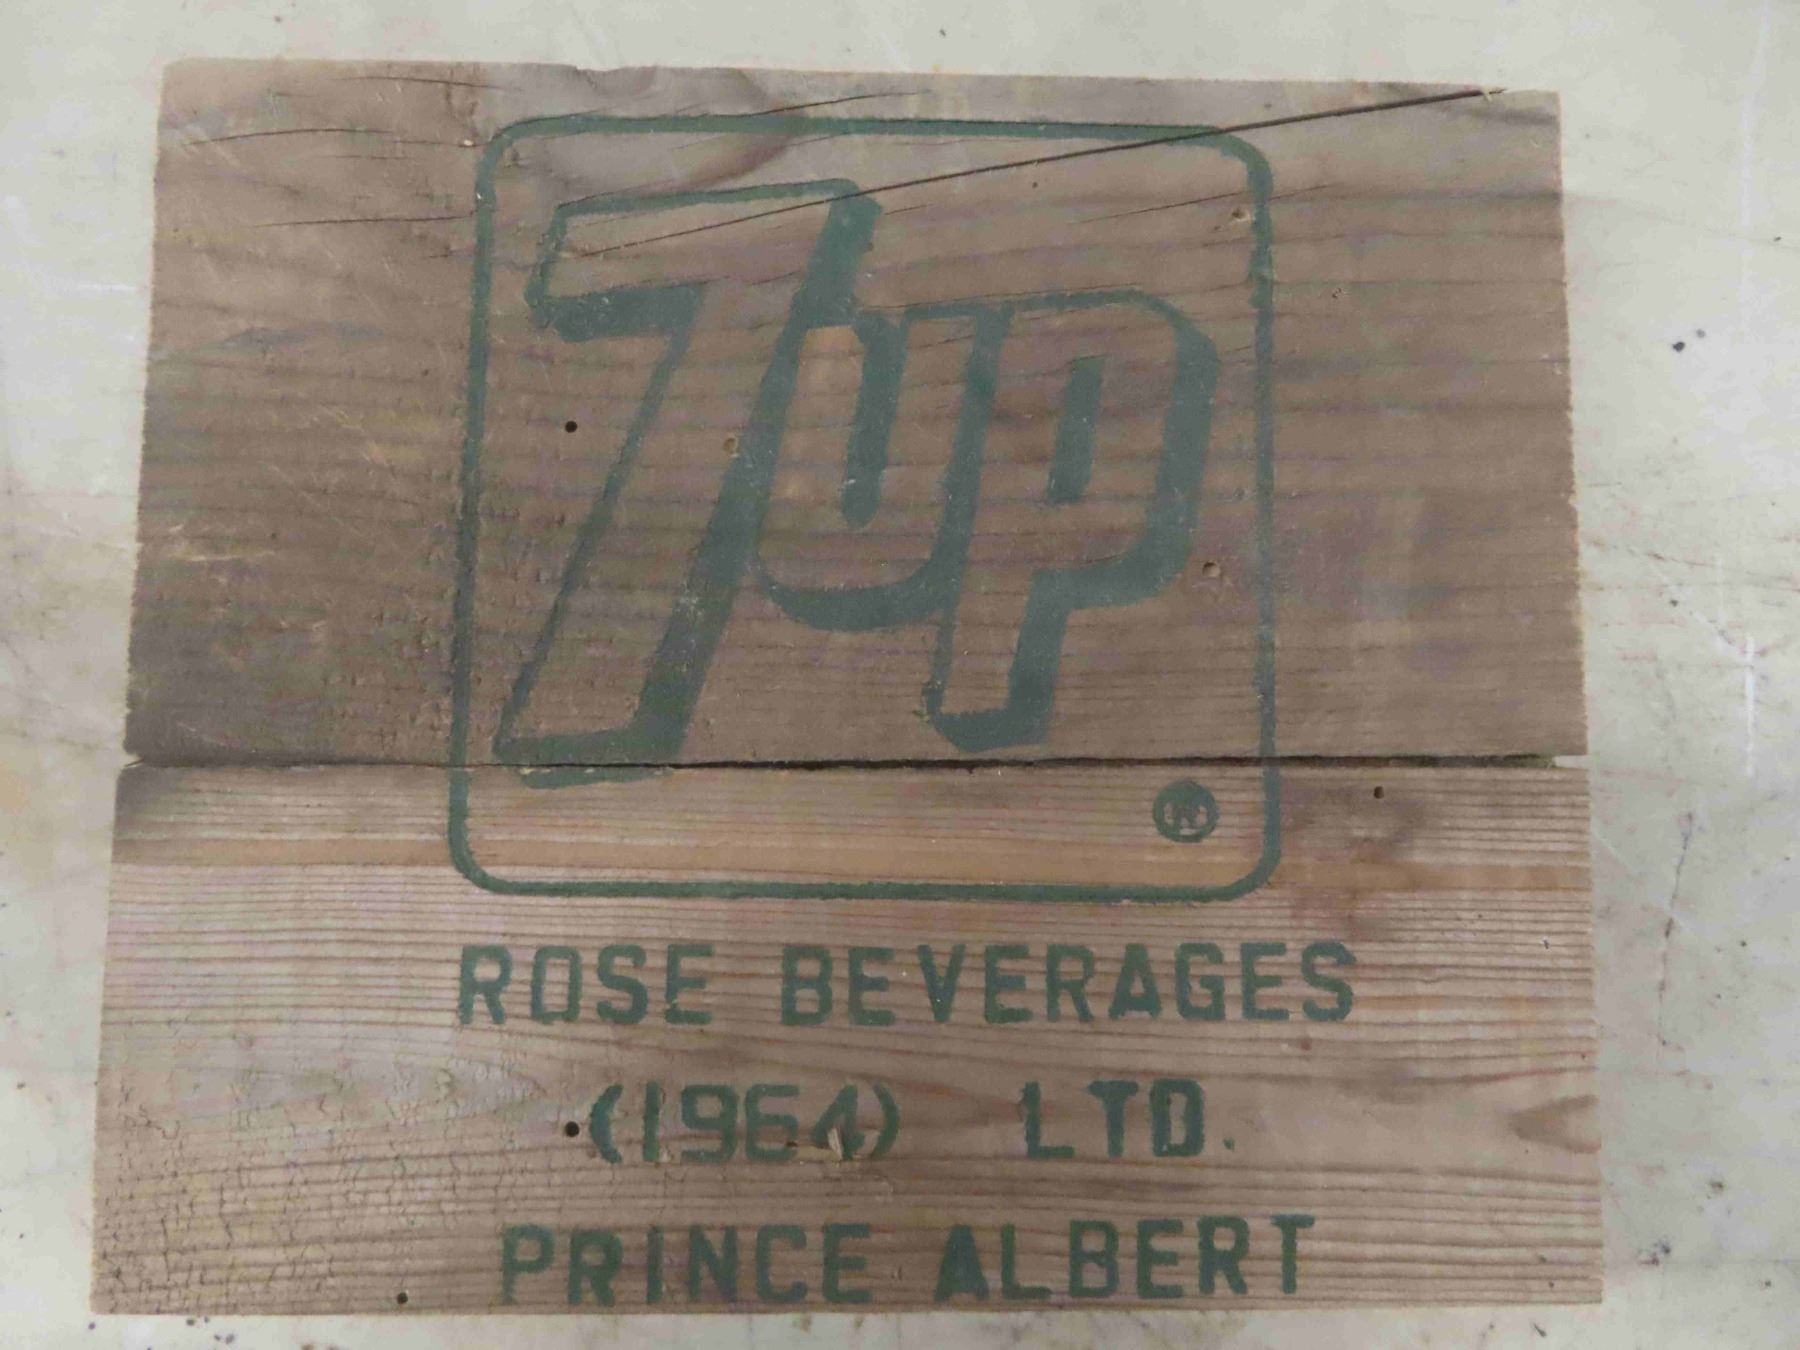 7up
®
ROSE BEVERAGES
(1964) LTD.
PRINCE ALBERT